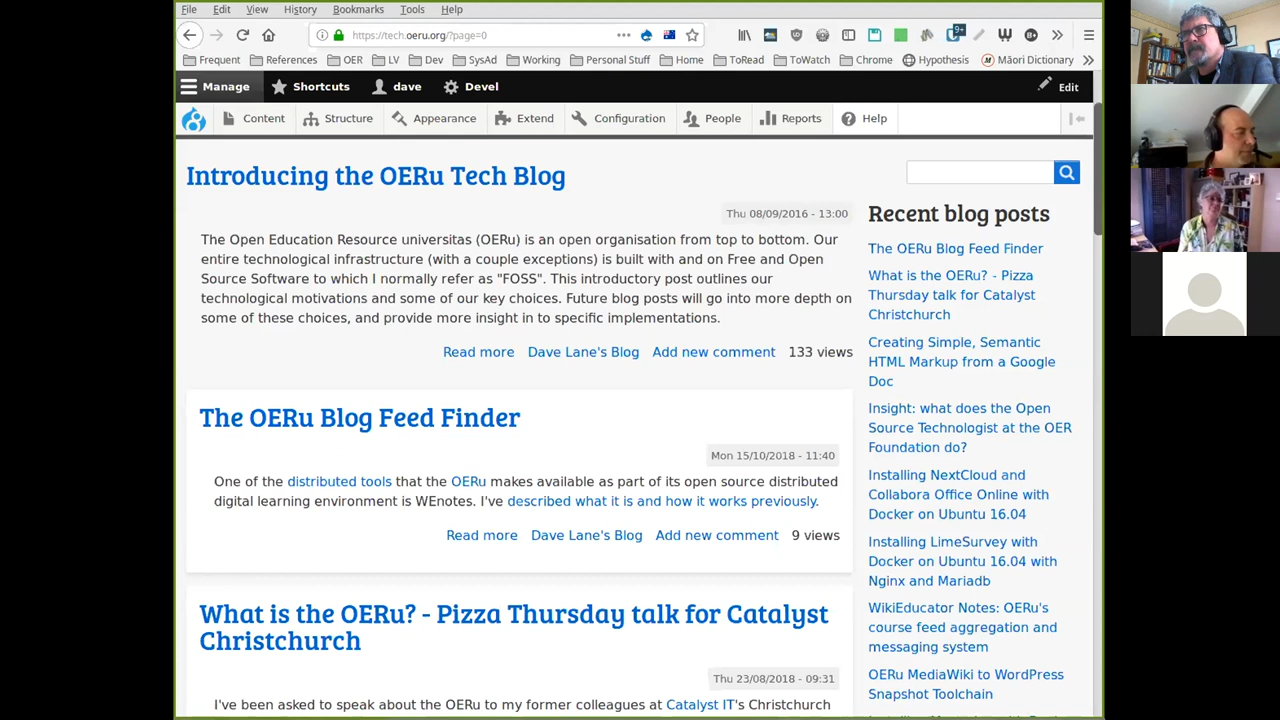 File Edit View History Bookmarks Tools Help
https://tech.oeru.org/?page=0
9+
Frequent References OER LV Dev SysAd Working Personal Stuff Home ToRead ToWatch Chrome Hypothesis Māori Dictionary
Manage Shortcuts dave Devel Edit
Content Structure Appearance Extend Configuration People Reports Help
Introducing the OERu Tech Blog
Thu 08/09/2016 - 13:00
The Open Education Resource universitas (OERu) is an open organisation from top to bottom. Our
entire technological infrastructure (with a couple exceptions) is built with and on Free and Open
Source Software to which I normally refer as "FOSS". This introductory post outlines our
technological motivations and some of our key choices. Future blog posts will go into more depth on
some of these choices, and provide more insight in to specific implementations.
Read more Dave Lane's Blog Add new comment 133 views
The OERu Blog Feed Finder
Mon 15/10/2018 - 11:40
One of the distributed tools that the OERu makes available as part of its open source distributed
digital learning environment is WEnotes. I've described what it is and how it works previously.
Read more Dave Lane's Blog Add new comment 9 views
What is the OERu? - Pizza Thursday talk for Catalyst
Christchurch
Thu 23/08/2018 - 09:31
I've been asked to speak about the OERu to my former colleagues at Catalyst IT's Christchurch
Recent blog posts
The OERu Blog Feed Finder
What is the OERu? - Pizza
Thursday talk for Catalyst
Christchurch
Creating Simple, Semantic
HTML Markup from a Google
Doc
Insight: what does the Open
Source Technologist at the OER
Foundation do?
Installing NextCloud and
Collabora Office Online with
Docker on Ubuntu 16.04
Installing LimeSurvey with
Docker on Ubuntu 16.04 with
Nginx and Mariadb
WikiEducator Notes: OERu's
course feed aggregation and
messaging system
OERu MediaWiki to WordPress
Snapshot Toolchain